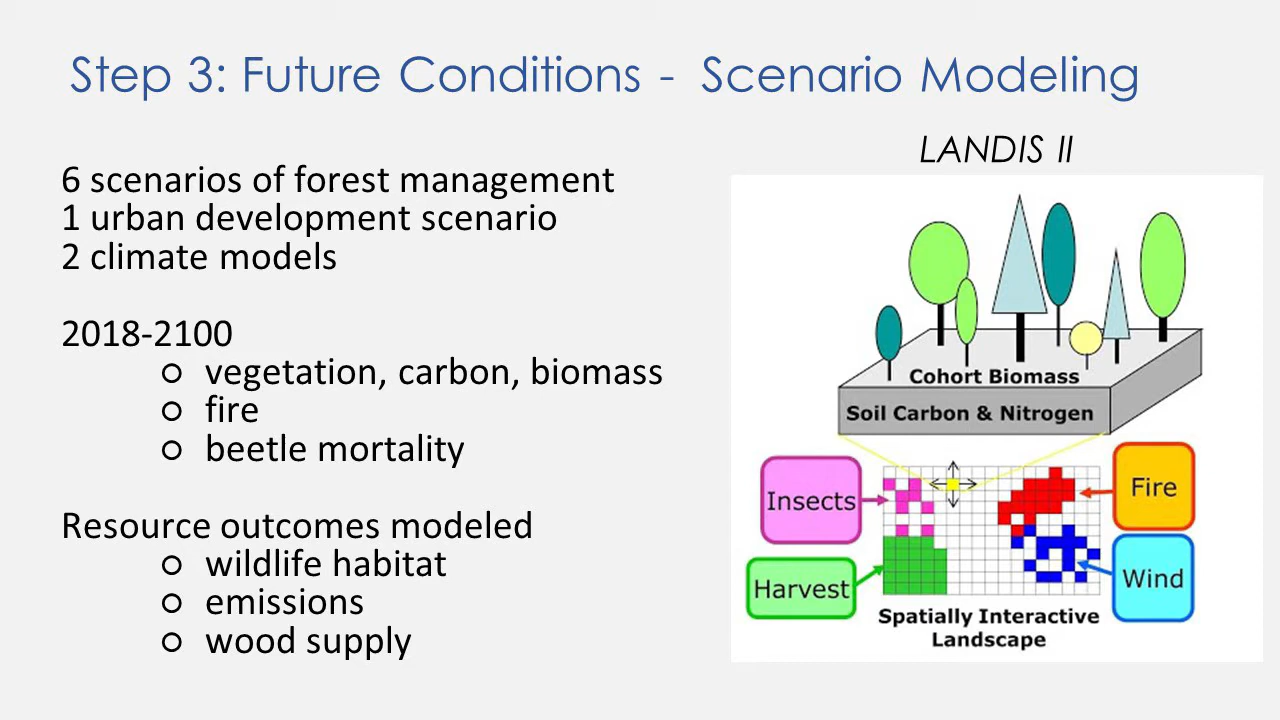 Step 3: Future Conditions - Scenario Modeling
6 scenarios of forest management
1 urban development scenario
2 climate models
2018-2100
○ vegetation, carbon, biomass
○ fire
○ beetle mortality
Resource outcomes modeled
○ wildlife habitat
○ emissions
○ wood supply
LANDIS II
Cohort Biomass
Soil Carbon & Nitrogen
Insects
Fire
Harvest
Wind
Spatially Interactive
Landscape